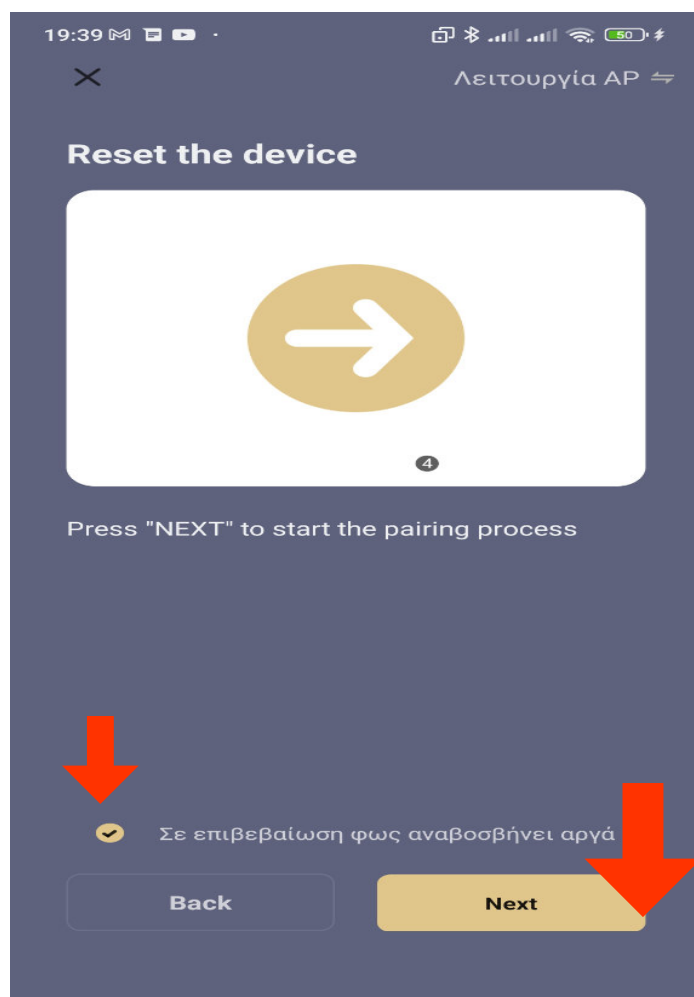 19:39
50
Λειτουργία AP
Reset the device
4
Press "NEXT" to start the pairing process
Σε επιβεβαίωση φως αναβοσβήνει αργά
Back
Next